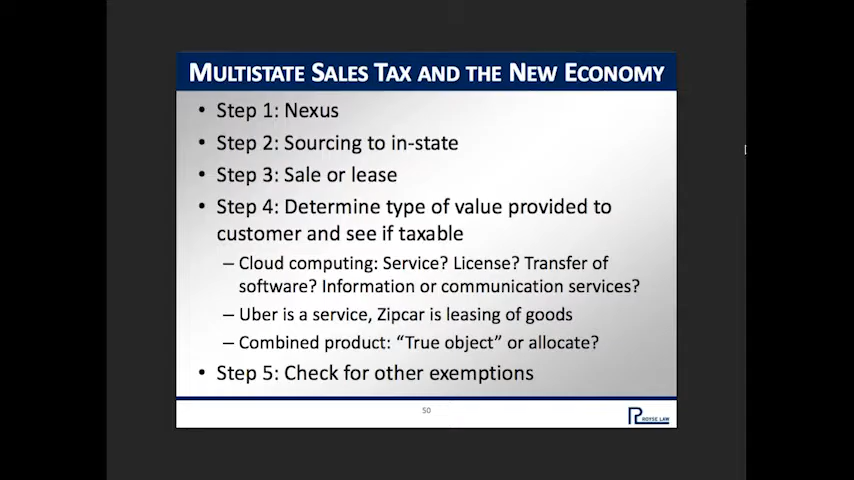 MULTISTATE SALES TAX AND THE NEW ECONOMY
• Step 1: Nexus
• Step 2: Sourcing to in-state
• Step 3: Sale or lease
• Step 4: Determine type of value provided to
customer and see if taxable
– Cloud computing: Service? License? Transfer of
software? Information or communication services?
– Uber is a service, Zipcar is leasing of goods
– Combined product: “True object” or allocate?
• Step 5: Check for other exemptions
50
ROYSE LAW